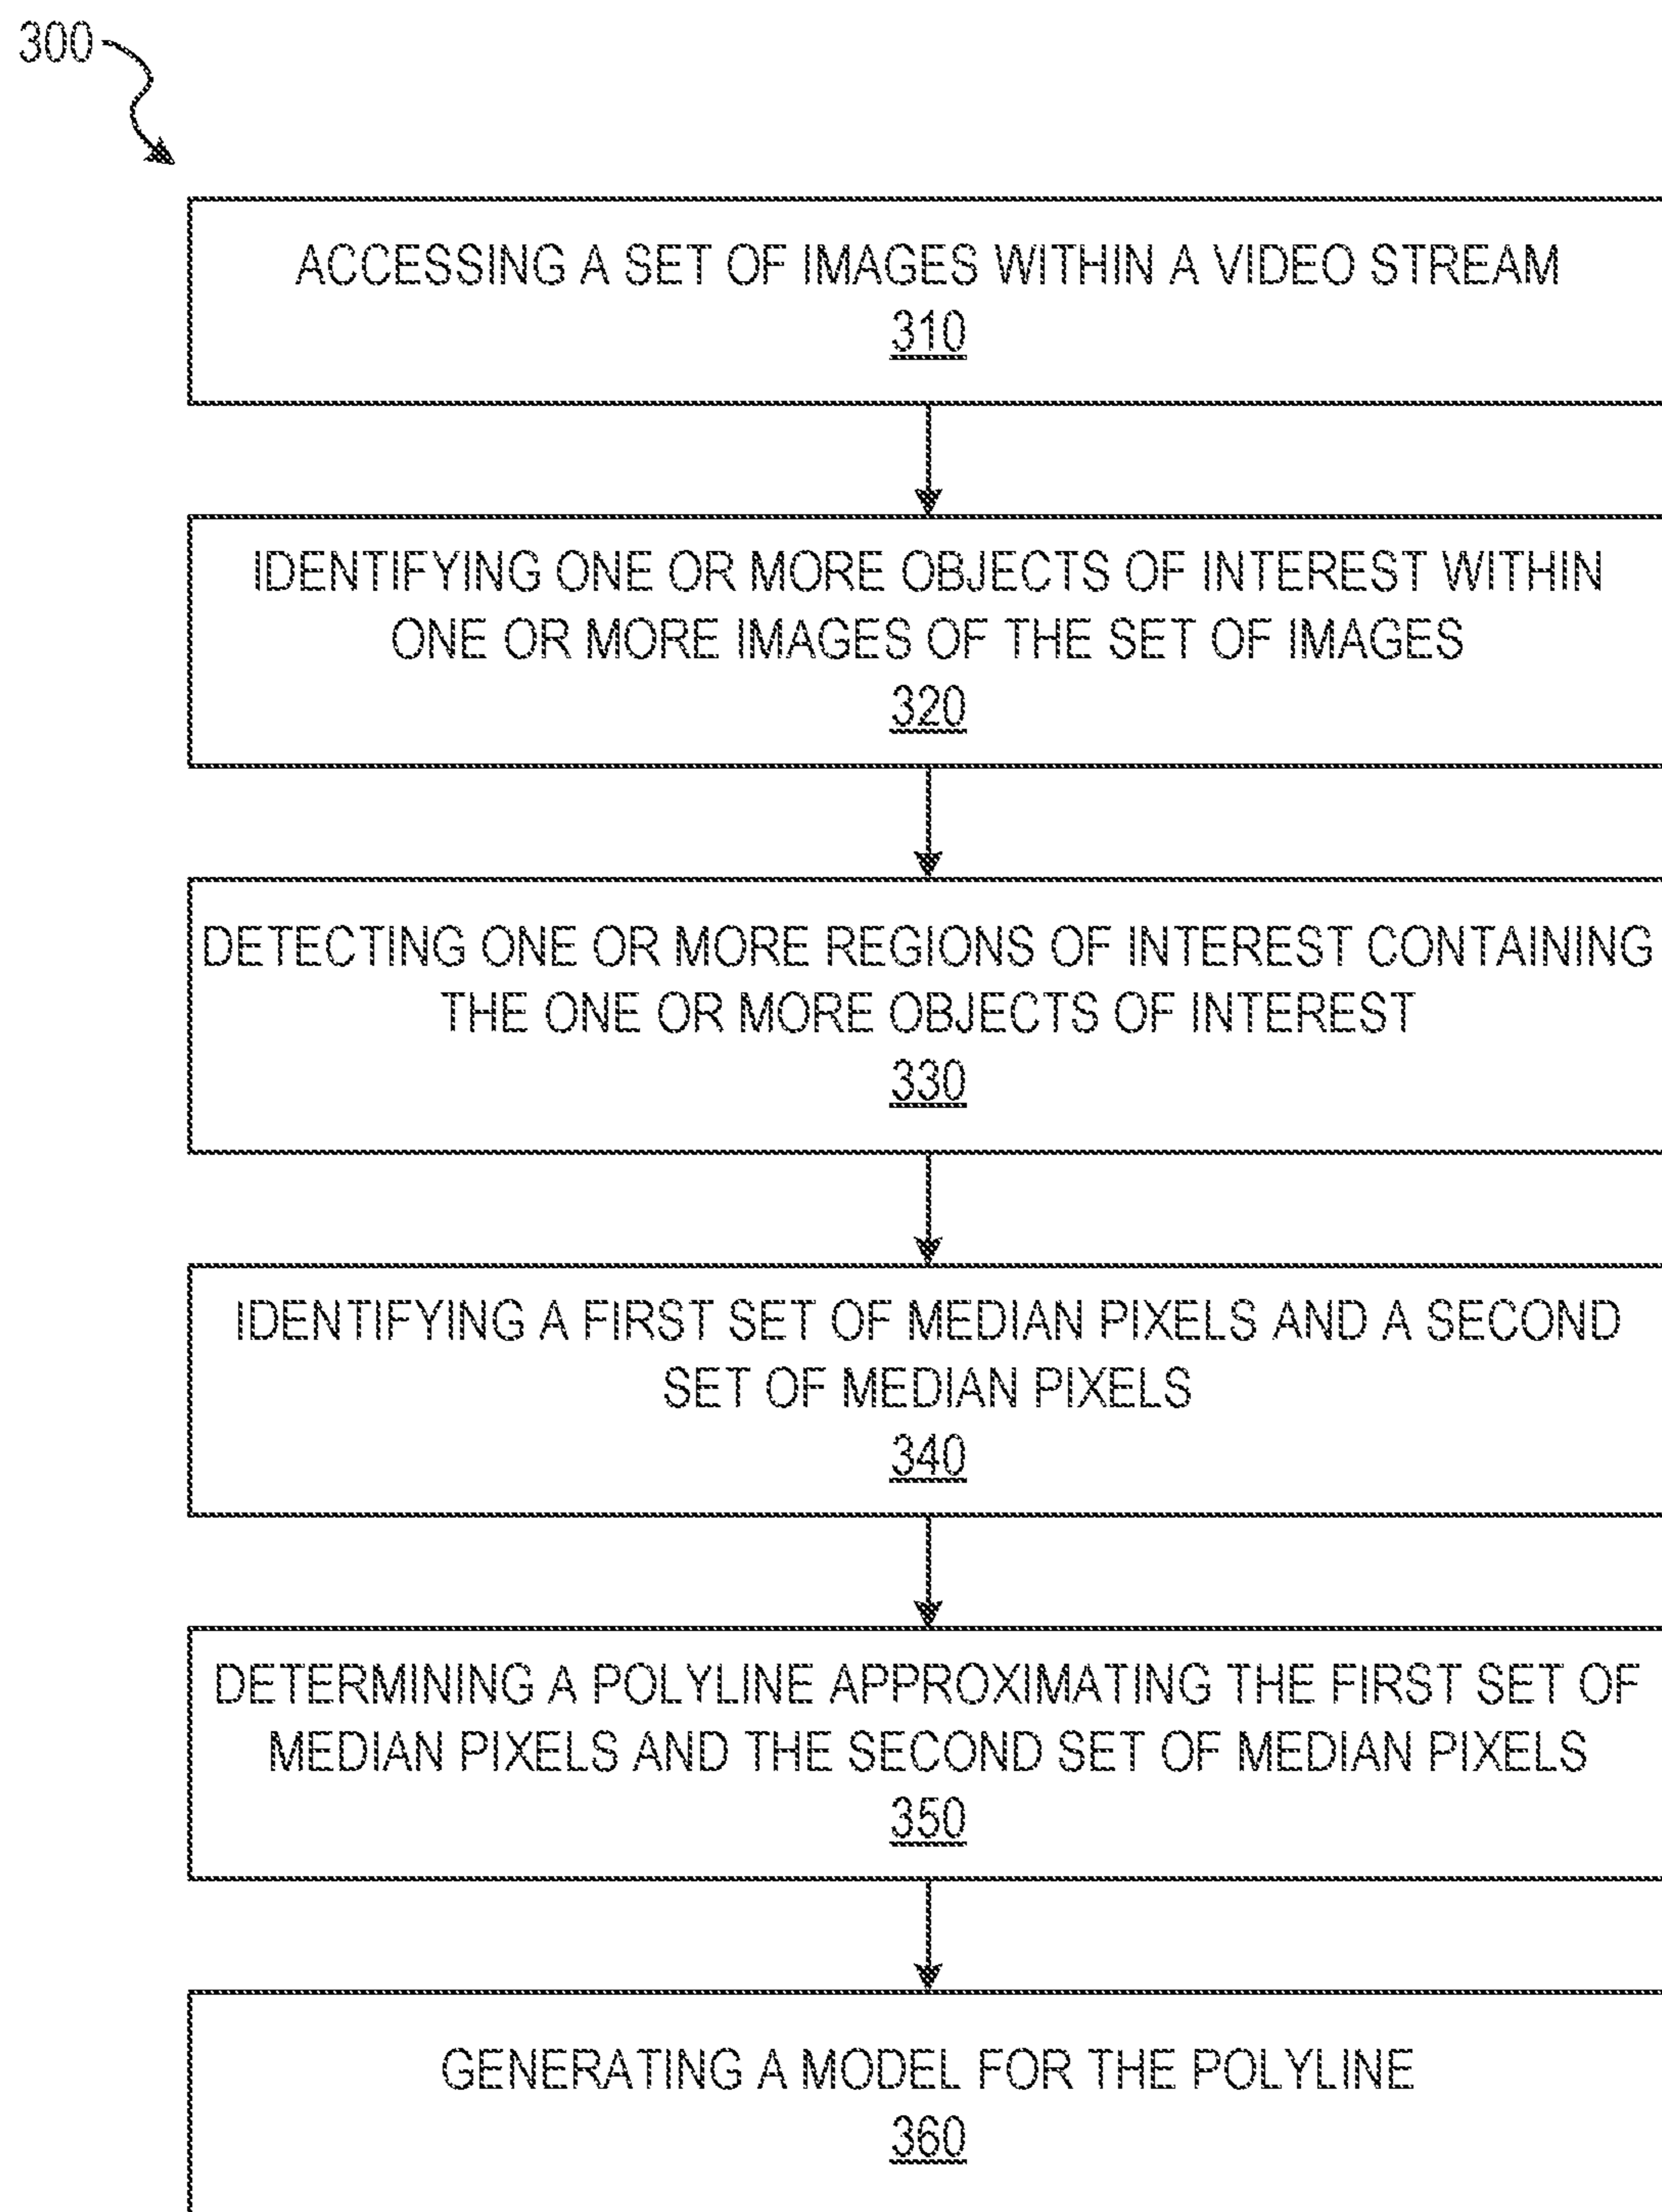 300
ACCESSING A SET OF IMAGES WITHIN A VIDEO STREAM
310
IDENTIFYING ONE OR MORE OBJECTS OF INTEREST WITHIN
ONE OR MORE IMAGES OF THE SET OF IMAGES
320
DETECTING ONE OR MORE REGIONS OF INTEREST CONTAINING
THE ONE OR MORE OBJECTS OF INTEREST
330
IDENTIFYING A FIRST SET OF MEDIAN PIXELS AND A SECOND
SET OF MEDIAN PIXELS
340
DETERMINING A POLYLINE APPROXIMATING THE FIRST SET OF
MEDIAN PIXELS AND THE SECOND SET OF MEDIAN PIXELS
350
GENERATING A MODEL FOR THE POLYLINE
360